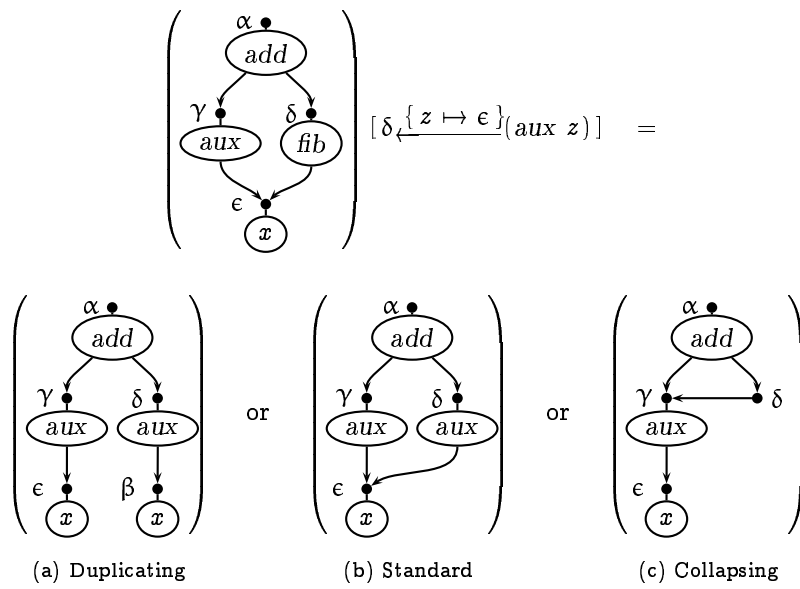 α
add
γ δ
aux fib
[ δ { z ↦ ϵ } (aux z) ] =
ϵ
x
α α α
add add add
γ δ γ δ γ δ
aux aux or aux aux or aux
ϵ β ϵ ϵ
x x x x
(a) Duplicating (b) Standard (c) Collapsing